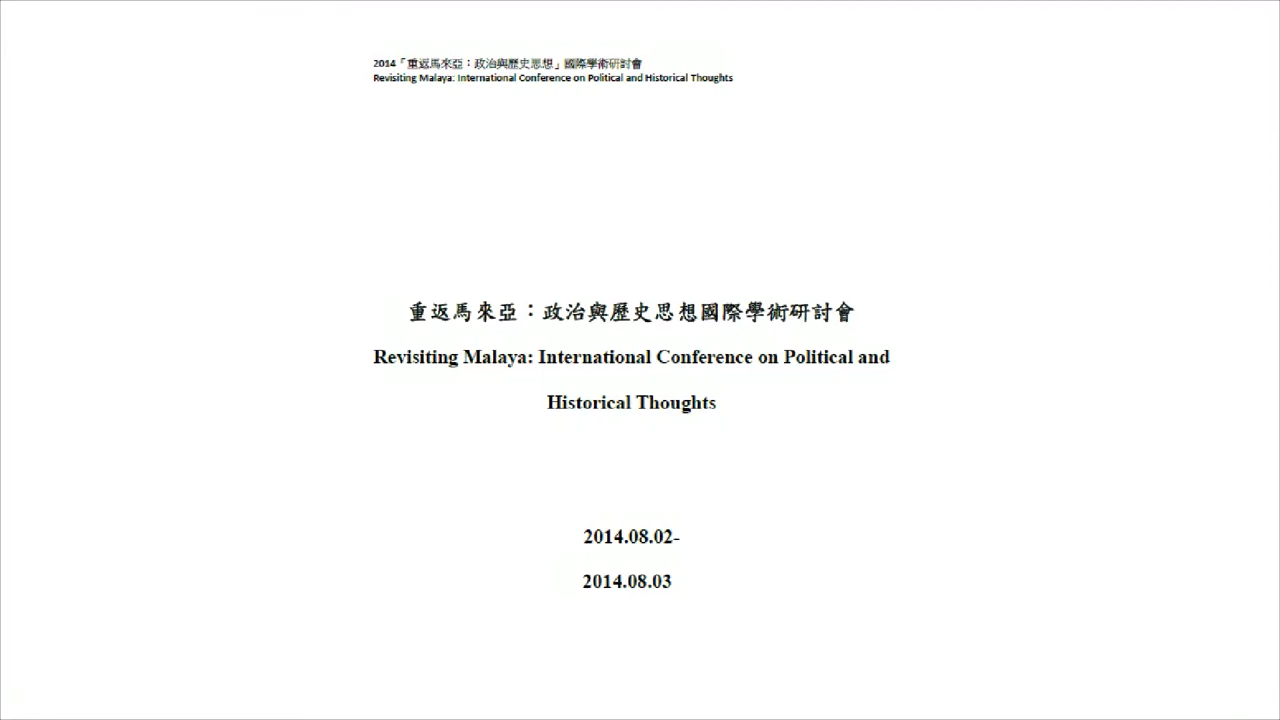 2014「重返馬來亞：政治與歷史思想」國際學術研討會
Revisiting Malaya: International Conference on Political and Historical Thoughts
重返馬來亞：政治與歷史思想國際學術研討會
Revisiting Malaya: International Conference on Political and
Historical Thoughts
2014.08.02-
2014.08.03